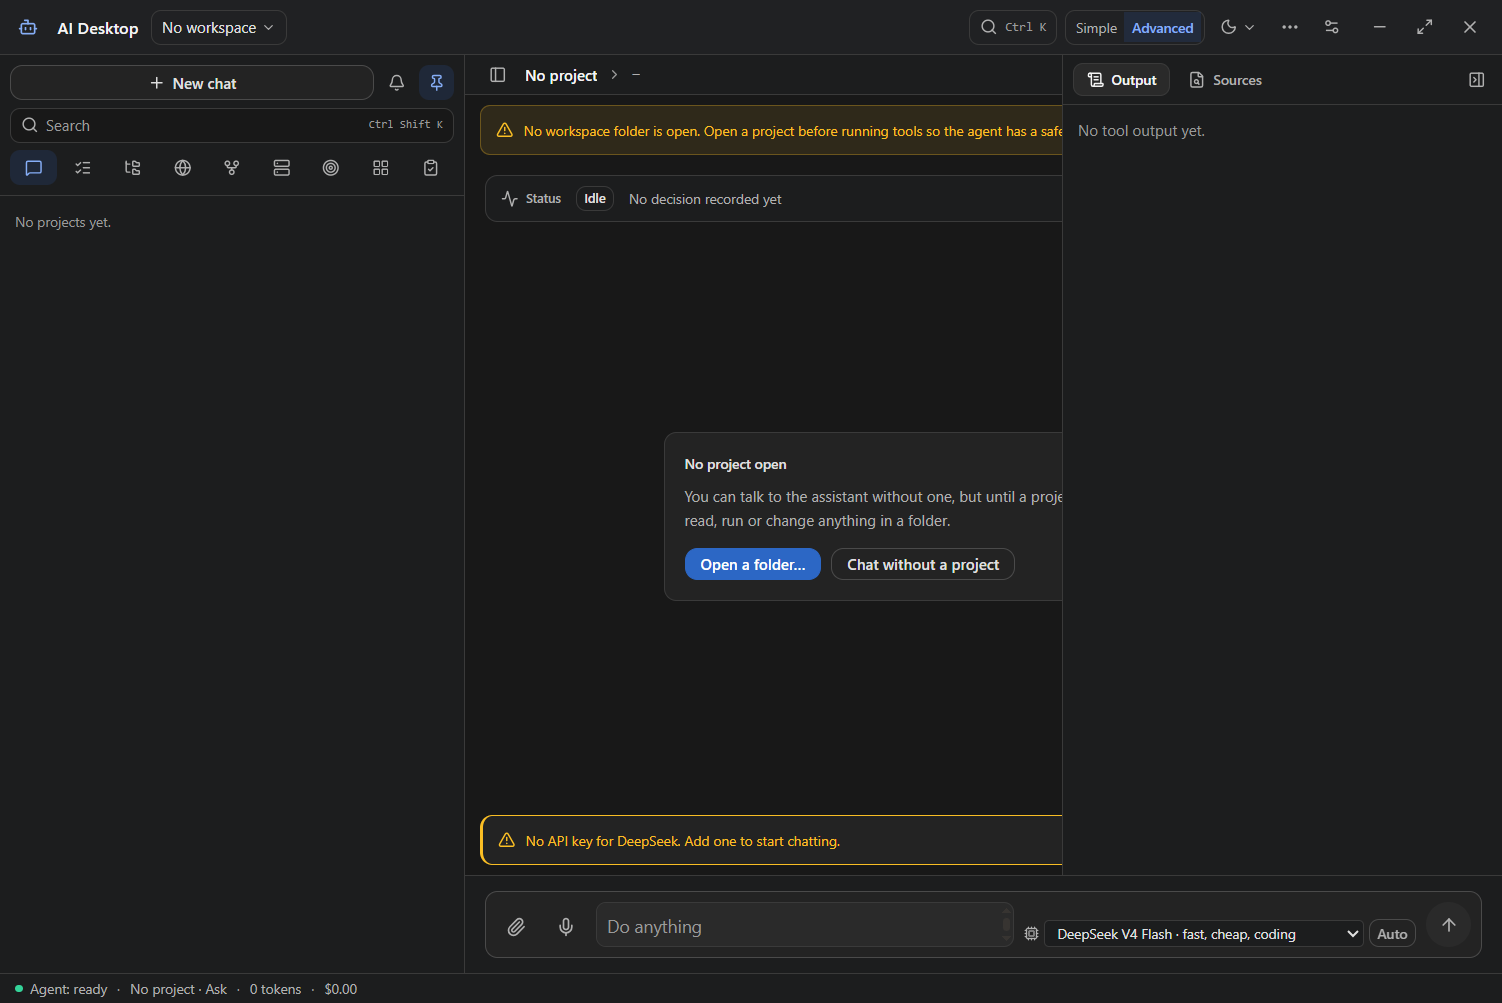 AI Desktop
No workspace
Ctrl K
Simple
Advanced
New chat
Search
Ctrl Shift K
No projects yet.
No project
–
No workspace folder is open. Open a project before running tools so the agent has a safe
Status
Idle
No decision recorded yet
No project open
You can talk to the assistant without one, but until a proje
read, run or change anything in a folder.
Open a folder...
Chat without a project
No API key for DeepSeek. Add one to start chatting.
Do anything
DeepSeek V4 Flash · fast, cheap, coding
Auto
Output
Sources
No tool output yet.
Agent: ready · No project · Ask · 0 tokens · $0.00